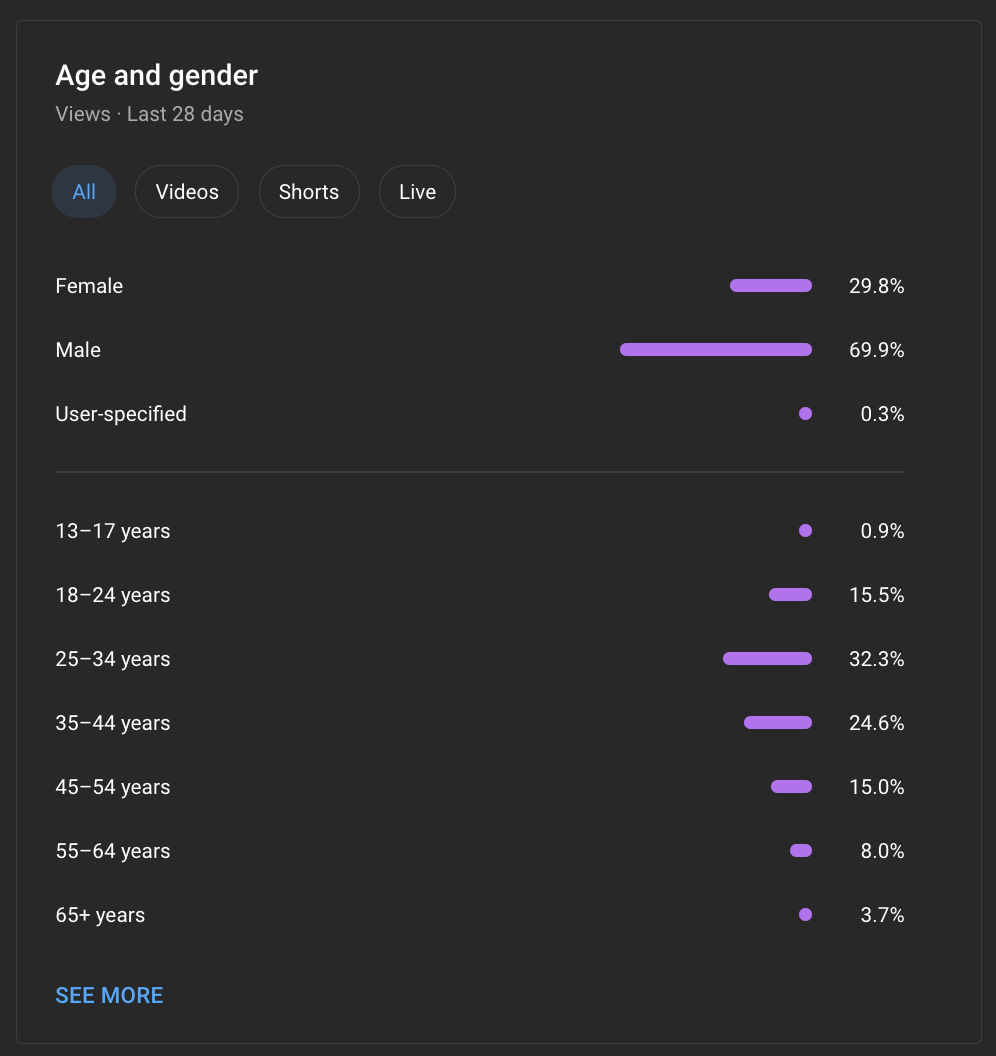 Age and gender
Views · Last 28 days
All Videos Shorts Live
Female 29.8%
Male 69.9%
User-specified 0.3%
13–17 years 0.9%
18–24 years 15.5%
25–34 years 32.3%
35–44 years 24.6%
45–54 years 15.0%
55–64 years 8.0%
65+ years 3.7%
SEE MORE